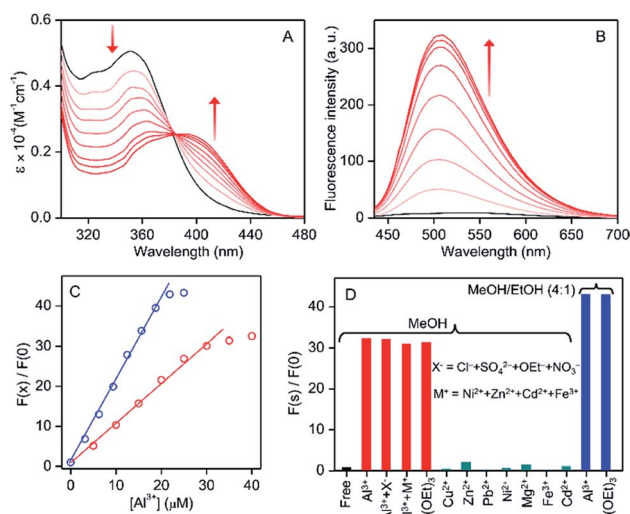 A
ε × 10⁻⁴ (M⁻¹cm⁻¹)
0.6
0.4
0.2
0.0
320 360 400 440 480
Wavelength (nm)
B
Fluorescence intensity (a. u.)
300
200
100
0
450 500 550 600 650 700
Wavelength (nm)
C
F(x) / F(0)
40
20
0
0 10 20 30 40
[Al³⁺] (μM)
D
F(s) / F(0)
60
40
30
20
10
0
MeOH/EtOH (4:1)
MeOH
X⁻ = Cl⁻+SO₄²⁻+OEt⁻+NO₃⁻
M⁺ = Ni²⁺+Zn²⁺+Cd²⁺+Fe³⁺
Free
Al³⁺
l³⁺+X⁻
l³⁺+M⁺
(OEt)₃
Cu²⁺
Zn²⁺
Pb²⁺
Ni²⁺
Mg²⁺
Fe³⁺
Cd²⁺
Al³⁺
(OEt)₃